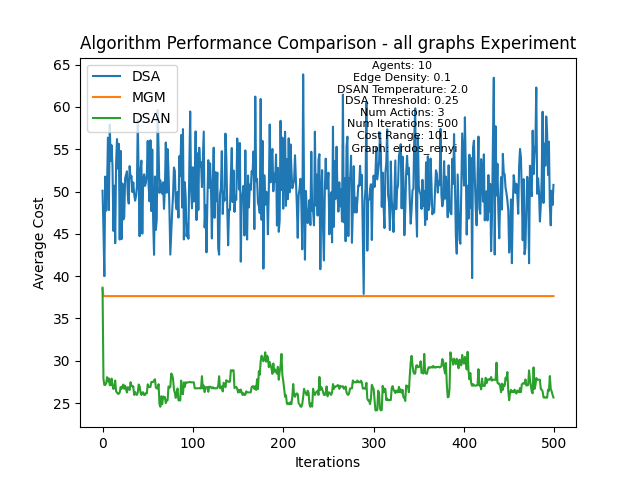 Algorithm Performance Comparison - all graphs Experiment
DSA
MGM
DSAN
Agents: 10
Edge Density: 0.1
DSAN Temperature: 2.0
DSA Threshold: 0.25
Num Actions: 3
Num Iterations: 500
Cost Range: 101
Graph: erdos_renyi
Average Cost
65
60
55
50
45
40
35
30
25
0
100
200
300
400
500
Iterations